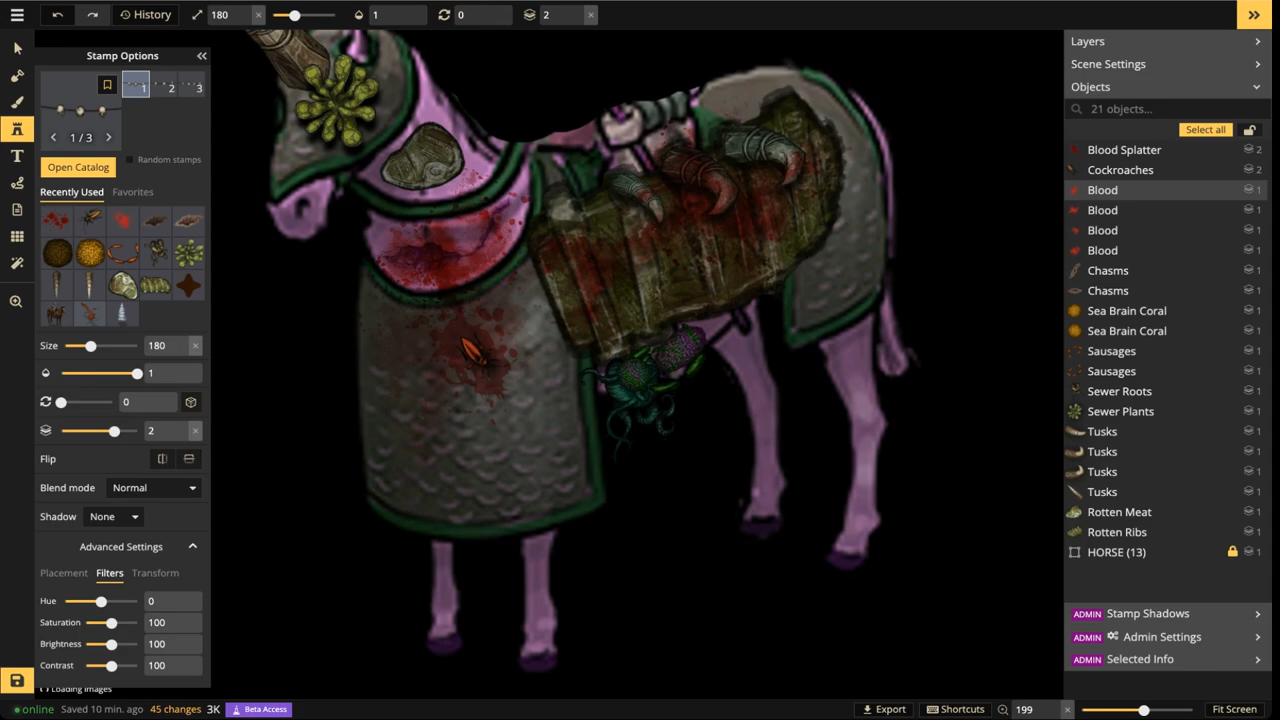 History
180
1
0
2
Stamp Options
1
2
3
1 / 3
Open Catalog
Random stamps
Recently Used
Favorites
Size
180
1
0
2
Flip
Blend mode
Normal
Shadow
None
Advanced Settings
Placement
Filters
Transform
Hue
0
Saturation
100
Brightness
100
Contrast
100
Loading images
online
Saved 10 min. ago
45 changes
3K
Beta Access
Layers
Scene Settings
Objects
21 objects...
Select all
Blood Splatter 2
Cockroaches 2
Blood 1
Blood 1
Blood 1
Blood 1
Chasms 1
Chasms 1
Sea Brain Coral 1
Sea Brain Coral 1
Sausages 1
Sausages 1
Sewer Roots 1
Sewer Plants 1
Tusks 1
Tusks 1
Tusks 1
Tusks 1
Rotten Meat 1
Rotten Ribs 1
HORSE (13) 1
ADMIN Stamp Shadows
ADMIN Admin Settings
ADMIN Selected Info
Export
Shortcuts
199
Fit Screen